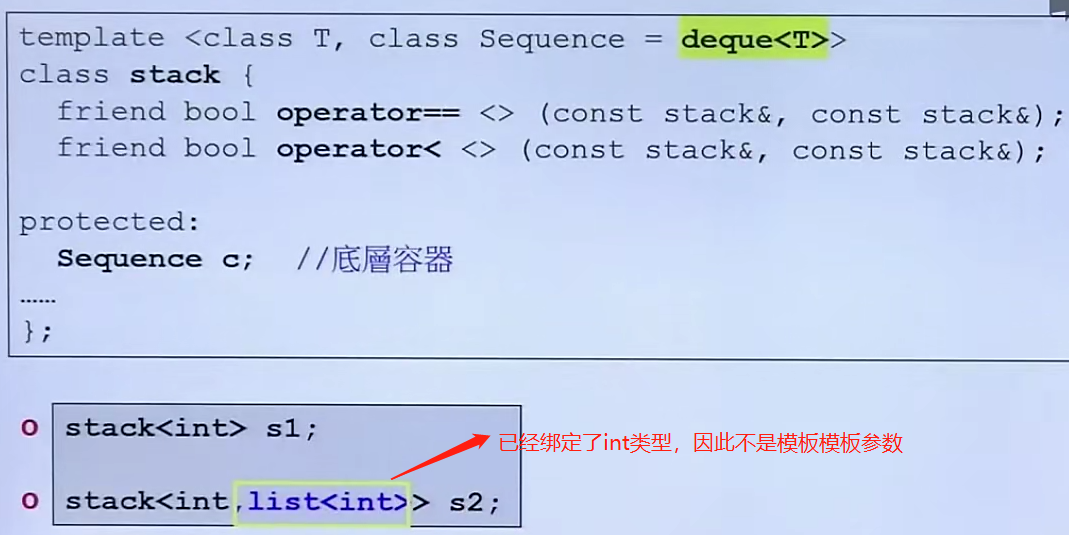 template <class T, class Sequence = deque<T>>
class stack {
friend bool operator== <> (const stack&, const stack&);
friend bool operator< <> (const stack&, const stack&);
protected:
Sequence c; //底層容器
……
};
o stack<int> s1;
已经绑定了int类型，因此不是模板模板参数
o stack<int,list<int>> s2;